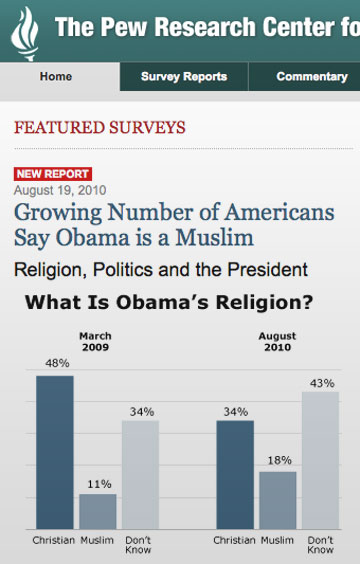 The Pew Research Center fo
Home Survey Reports Commentary
FEATURED SURVEYS
NEW REPORT
August 19, 2010
Growing Number of Americans
Say Obama is a Muslim
Religion, Politics and the President
What Is Obama's Religion?
March
2009
August
2010
48%
11%
34%
34%
18%
43%
Christian Muslim Don't
Know
Christian Muslim Don't
Know